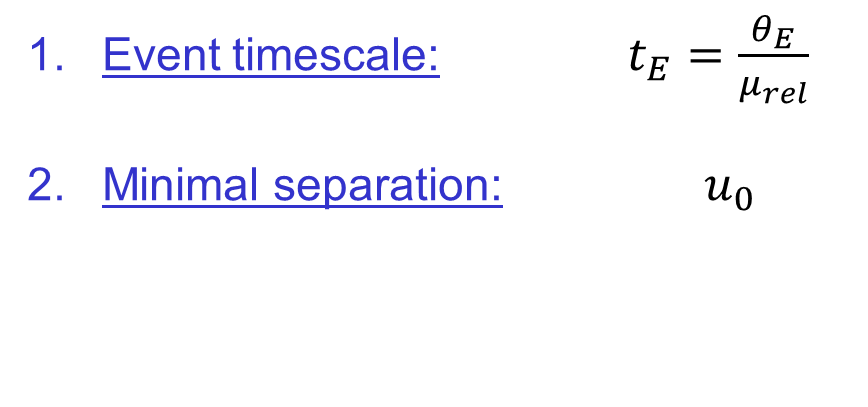 1. Event timescale: t_E = θ_E / μ_rel
2. Minimal separation: u_0